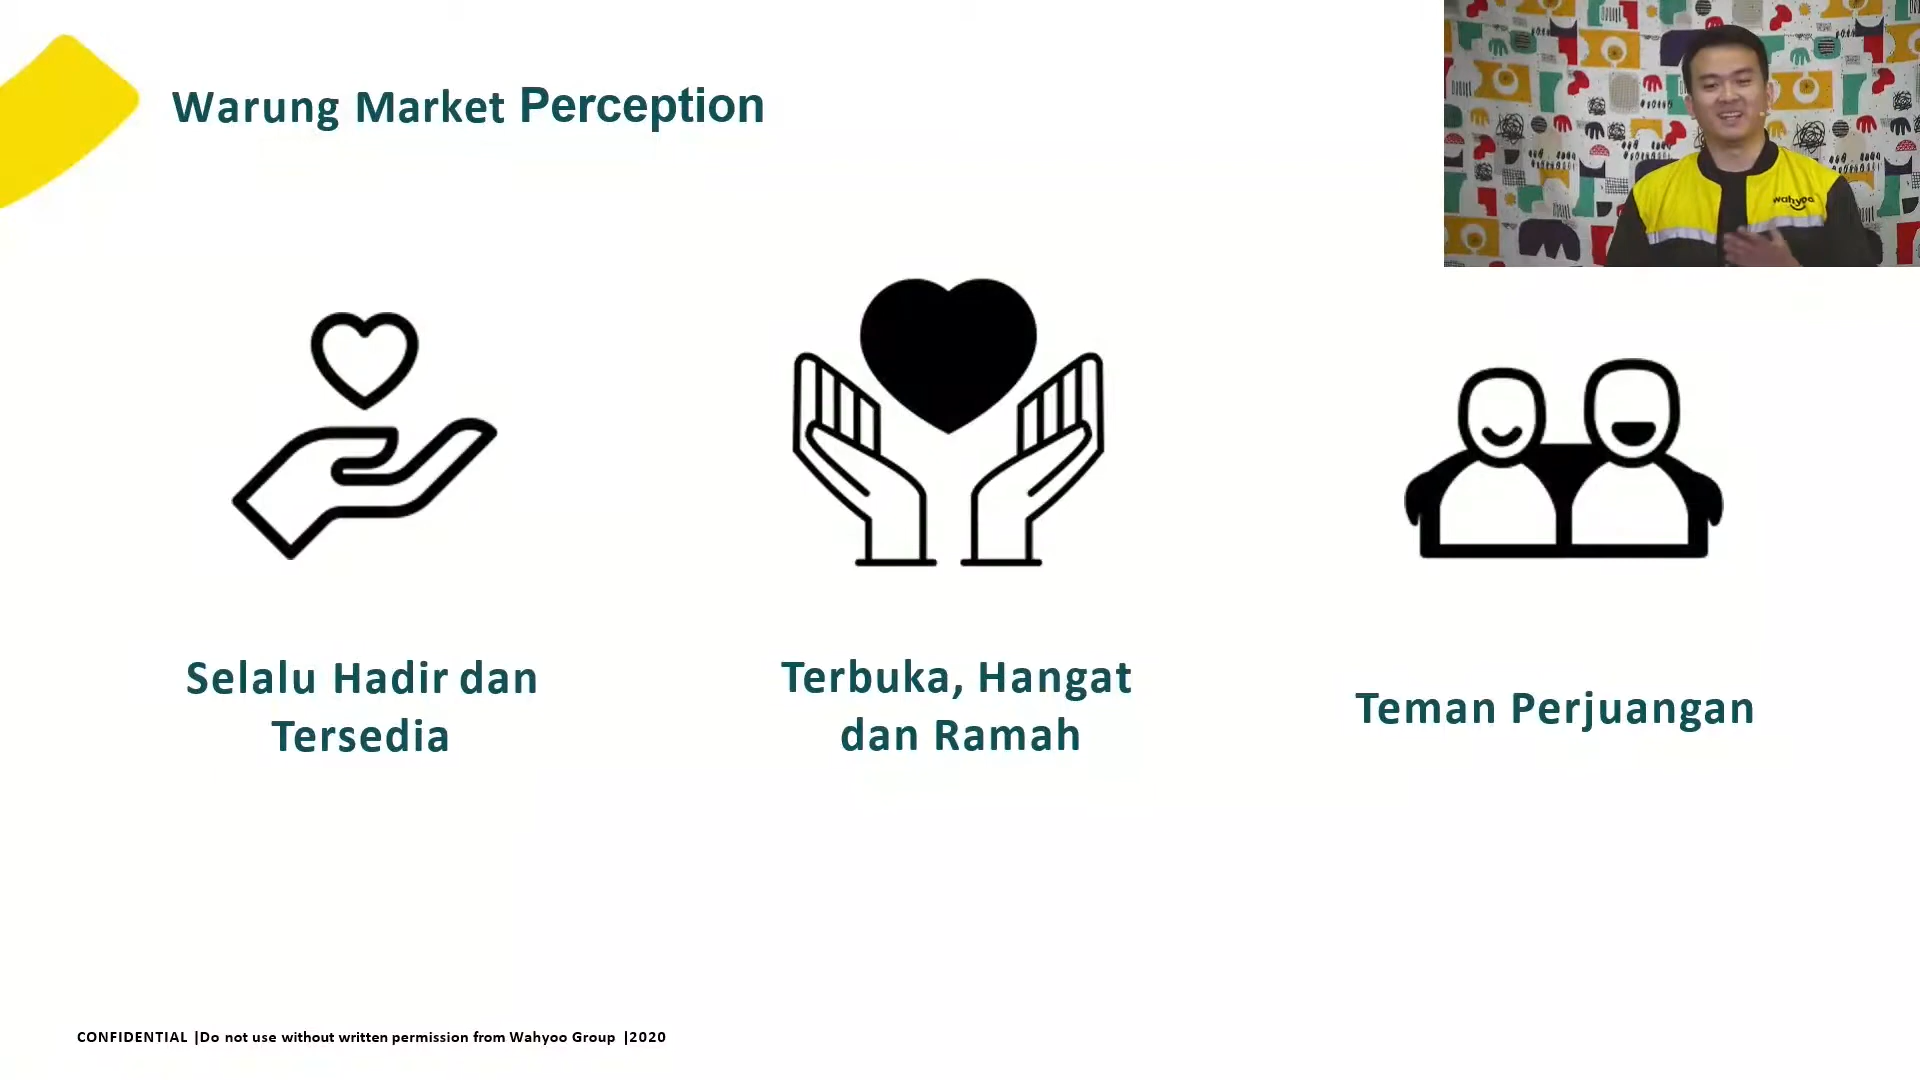 Warung Market Perception
wahyoo
Selalu Hadir dan
Tersedia
Terbuka, Hangat
dan Ramah
Teman Perjuangan
CONFIDENTIAL |Do not use without written permission from Wahyoo Group |2020